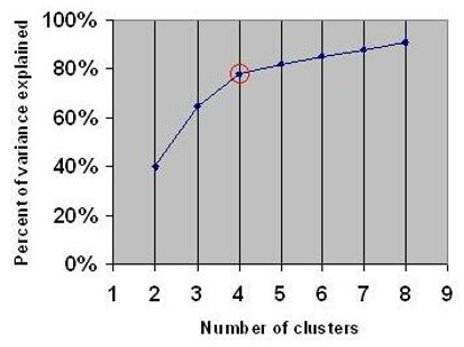 100%
80%
60%
40%
20%
0%
Percent of variance explained
1 2 3 4 5 6 7 8 9
Number of clusters